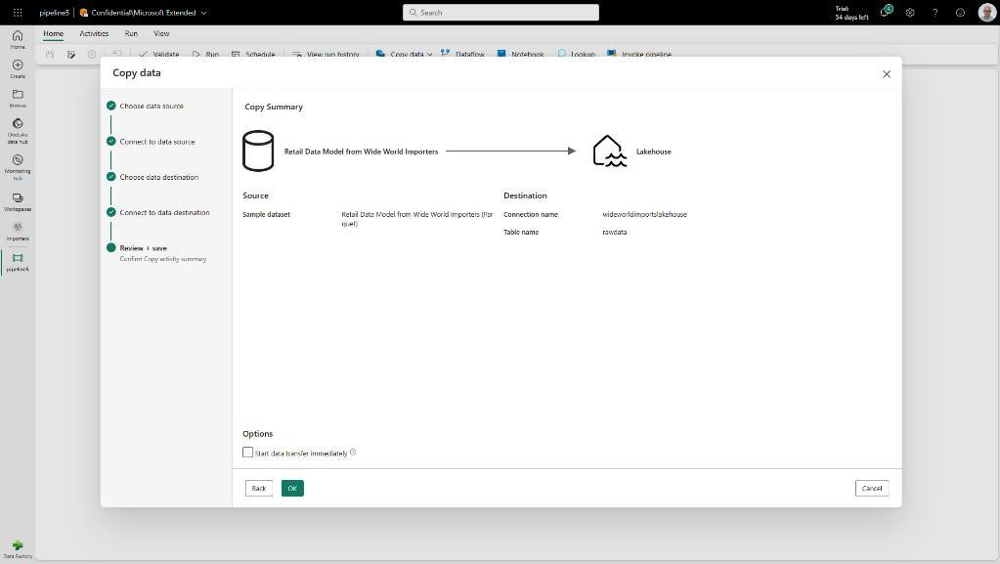 pipeline5 | Confidential\Microsoft Extended
Search
Trial:
54 days left
Home Activities Run View
Validate Run Schedule View run history Copy data Dataflow Notebook Lookup Invoke pipeline
Home
Create
Browse
OneLake
data hub
Monitoring
hub
Workspaces
Importers
pipeline5
Data Factory
Copy data
Choose data source
Connect to data source
Choose data destination
Connect to data destination
Review + save
Confirm Copy activity summary
Copy Summary
Retail Data Model from Wide World Importers
Lakehouse
Source
Sample dataset Retail Data Model from Wide World Importers (Par
quet)
Destination
Connection name wideworldimportslakehouse
Table name rawdata
Options
Start data transfer immediately
Back OK Cancel